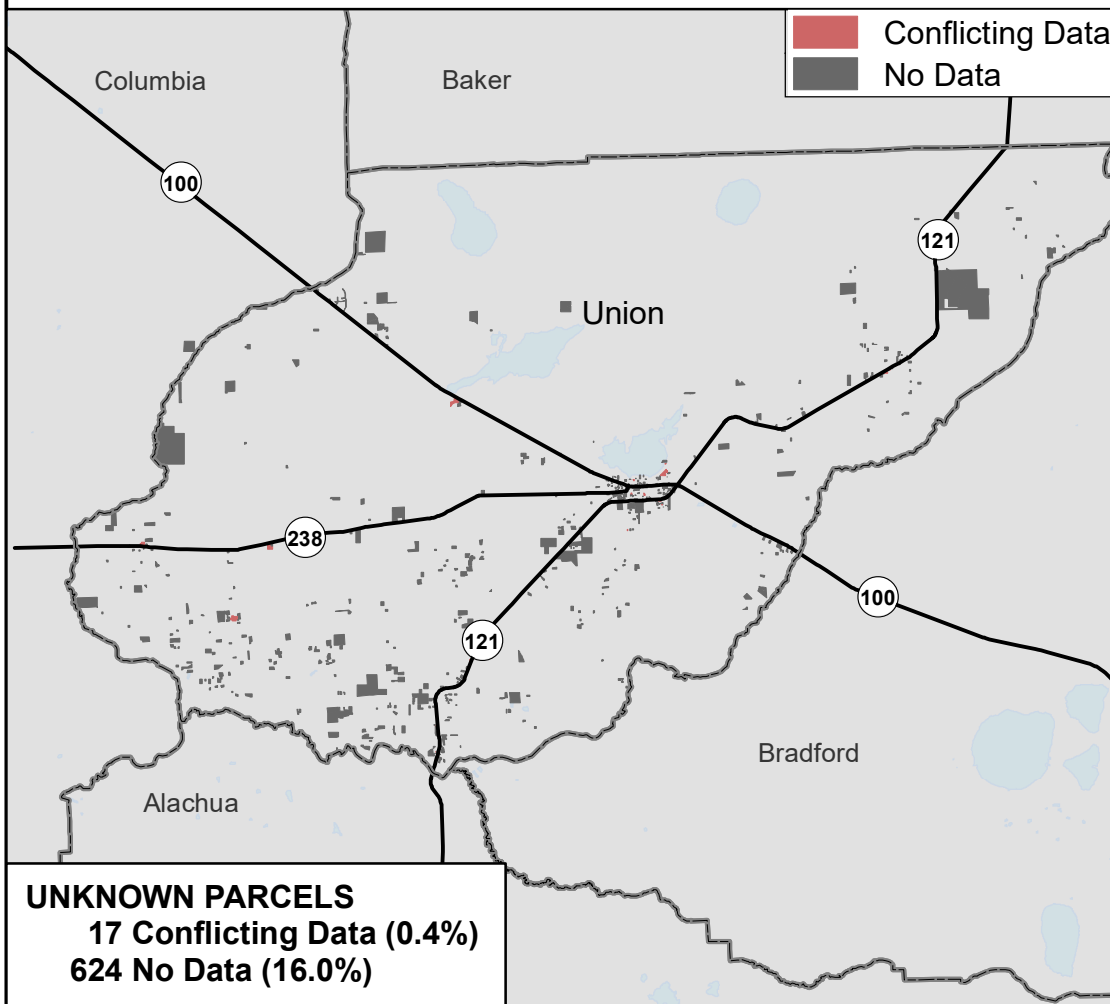 Conflicting Data
No Data
Columbia
Baker
100
121
Union
238
100
121
Bradford
Alachua
UNKNOWN PARCELS
17 Conflicting Data (0.4%)
624 No Data (16.0%)